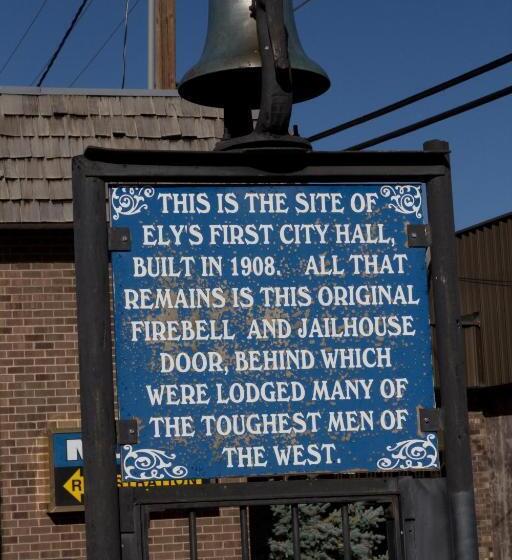 THIS IS THE SITE OF
ELY'S FIRST CITY HALL,
BUILT IN 1908. ALL THAT
REMAINS IS THIS ORIGINAL
FIREBELL AND JAILHOUSE
DOOR, BEHIND WHICH
WERE LODGED MANY OF
THE TOUGHEST MEN OF
THE WEST.